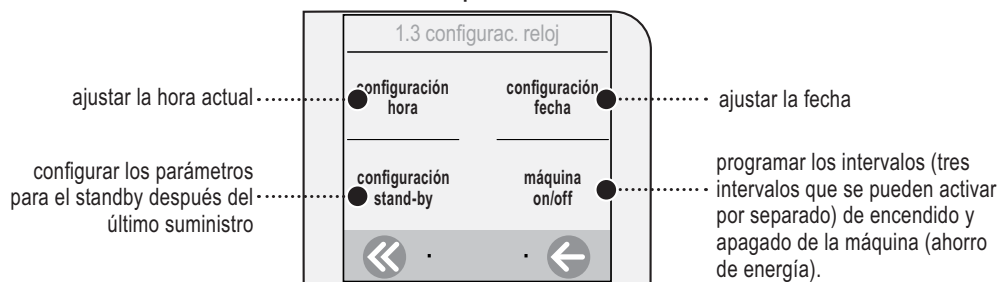 1.3 configurac. reloj
ajustar la hora actual
configuración
hora
configuración
fecha
ajustar la fecha
configurar los parámetros
para el standby después del
último suministro
configuración
stand-by
máquina
on/off
programar los intervalos (tres
intervalos que se pueden activar
por separado) de encendido y
apagado de la máquina (ahorro
de energía).